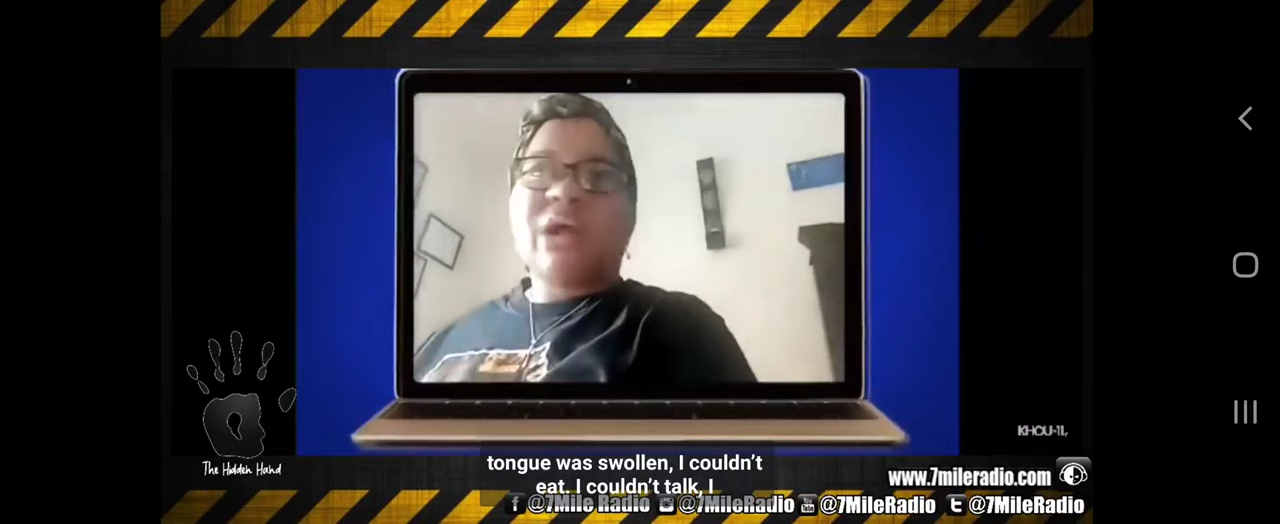 The Hidden Hand
KHOU-11
tongue was swollen, I couldn't
eat. I couldn't talk, I
www.7mileradio.com
@7Mile Radio @7MileRadio @7MileRadio @7MileRadio